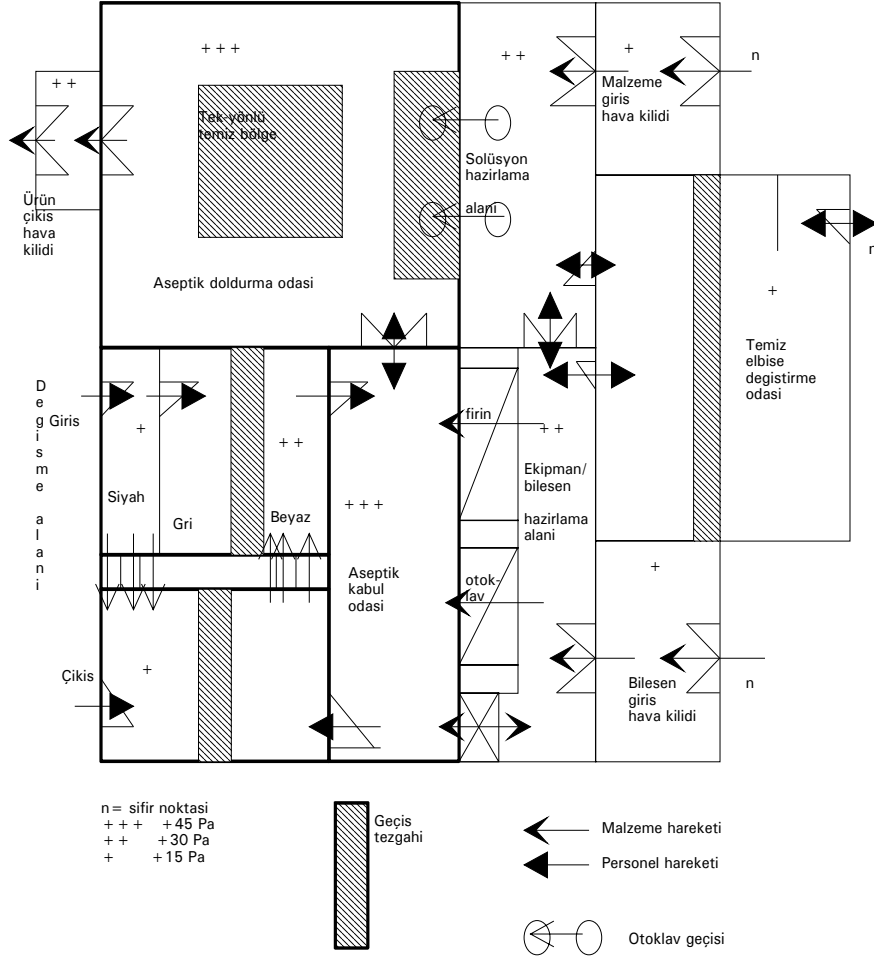 + + +
+ +
+
n
+ +
Tek-yönlü
temiz bölge
Malzeme
giris
hava kilidi
Solüsyon
hazirlama
alani
Ürün
çikis
hava
kilidi
n
Aseptik doldurma odasi
+
Temiz
elbise
degistirme
odasi
Degisme alani
Giris
+
+ +
firin
+ +
Ekipman/
bilesen
hazirlama
alani
Siyah
Gri
Beyaz
+ + +
Aseptik
kabul
odasi
otok-
lav
+
Çikis
+
Bilesen
giris
hava kilidi
n
n= sifir noktasi
+ + + +45 Pa
+ + +30 Pa
+ +15 Pa
Geçis
tezgahi
Malzeme hareketi
Personel hareketi
Otoklav geçisi